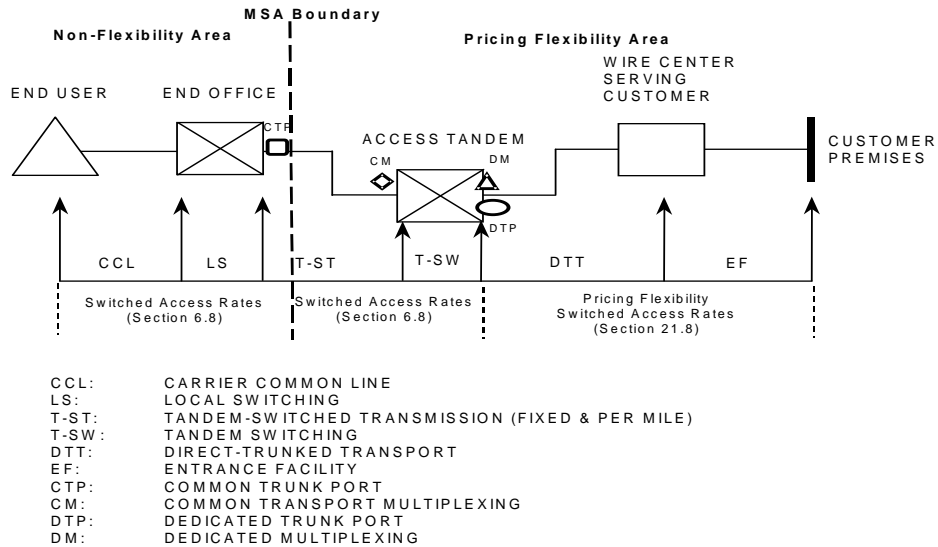 MSA Boundary
Non-Flexibility Area
Pricing Flexibility Area
WIRE CENTER
SERVING
CUSTOMER
END USER
END OFFICE
CTP
ACCESS TANDEM
CM
DM
CUSTOMER
PREMISES
DTP
CCL
LS
T-ST
T-SW
DTT
EF
Switched Access Rates
(Section 6.8)
Switched Access Rates
(Section 6.8)
Pricing Flexibility
Switched Access Rates
(Section 21.8)
CCL: CARRIER COMMON LINE
LS: LOCAL SWITCHING
T-ST: TANDEM-SWITCHED TRANSMISSION (FIXED & PER MILE)
T-SW: TANDEM SWITCHING
DTT: DIRECT-TRUNKED TRANSPORT
EF: ENTRANCE FACILITY
CTP: COMMON TRUNK PORT
CM: COMMON TRANSPORT MULTIPLEXING
DTP: DEDICATED TRUNK PORT
DM: DEDICATED MULTIPLEXING